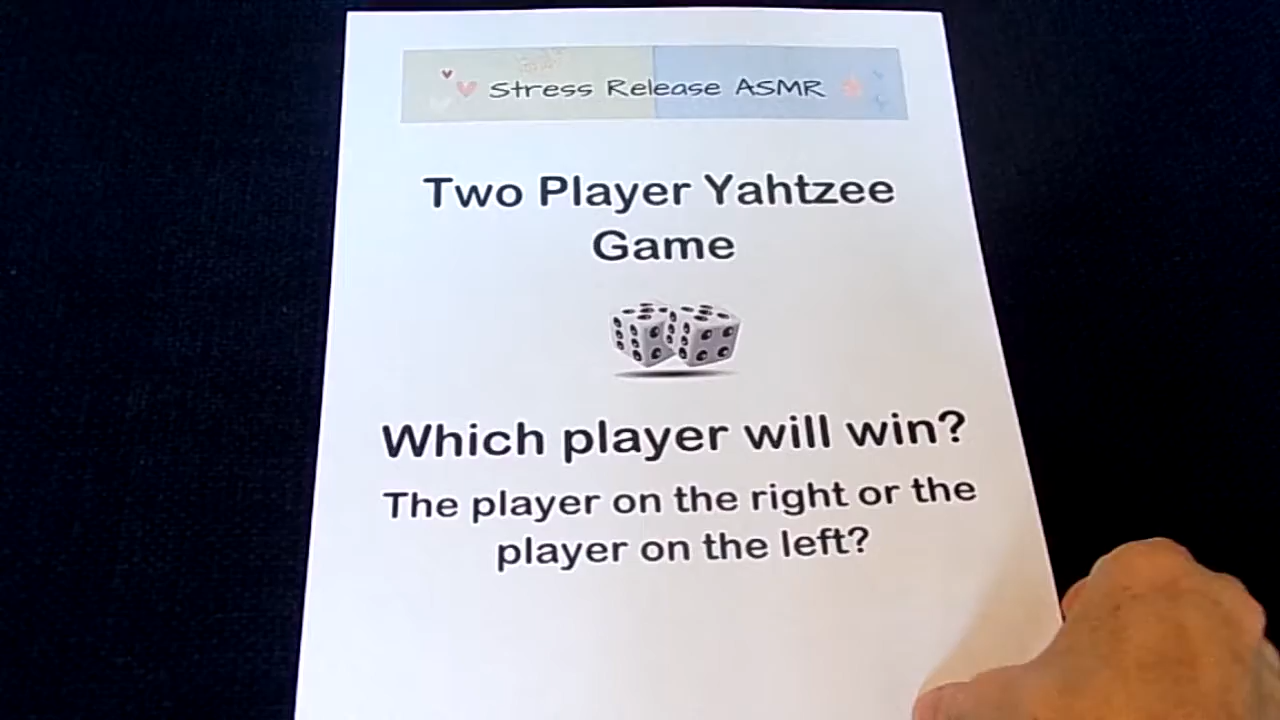 Stress Release ASMR
Two Player Yahtzee
Game
Which player will win?
The player on the right or the
player on the left?